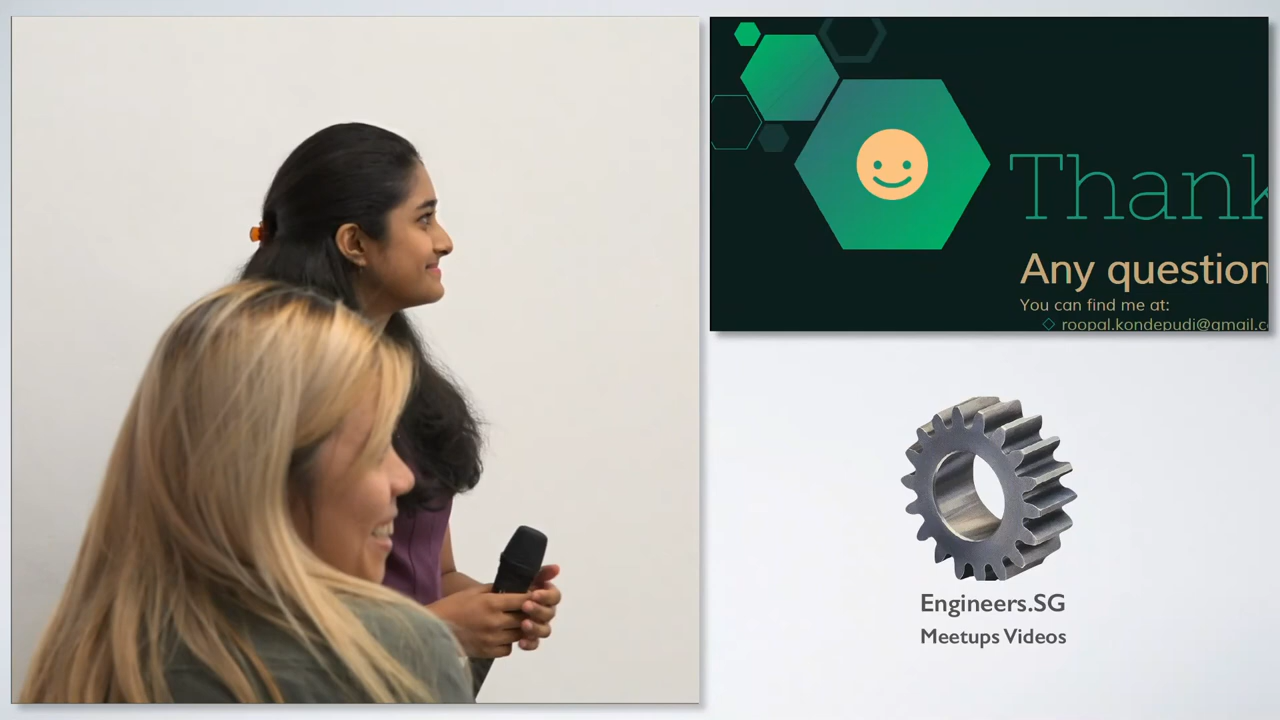 Thank
Any question
You can find me at:
roopal.kondepudi@gmail.c
Engineers.SG
Meetups Videos